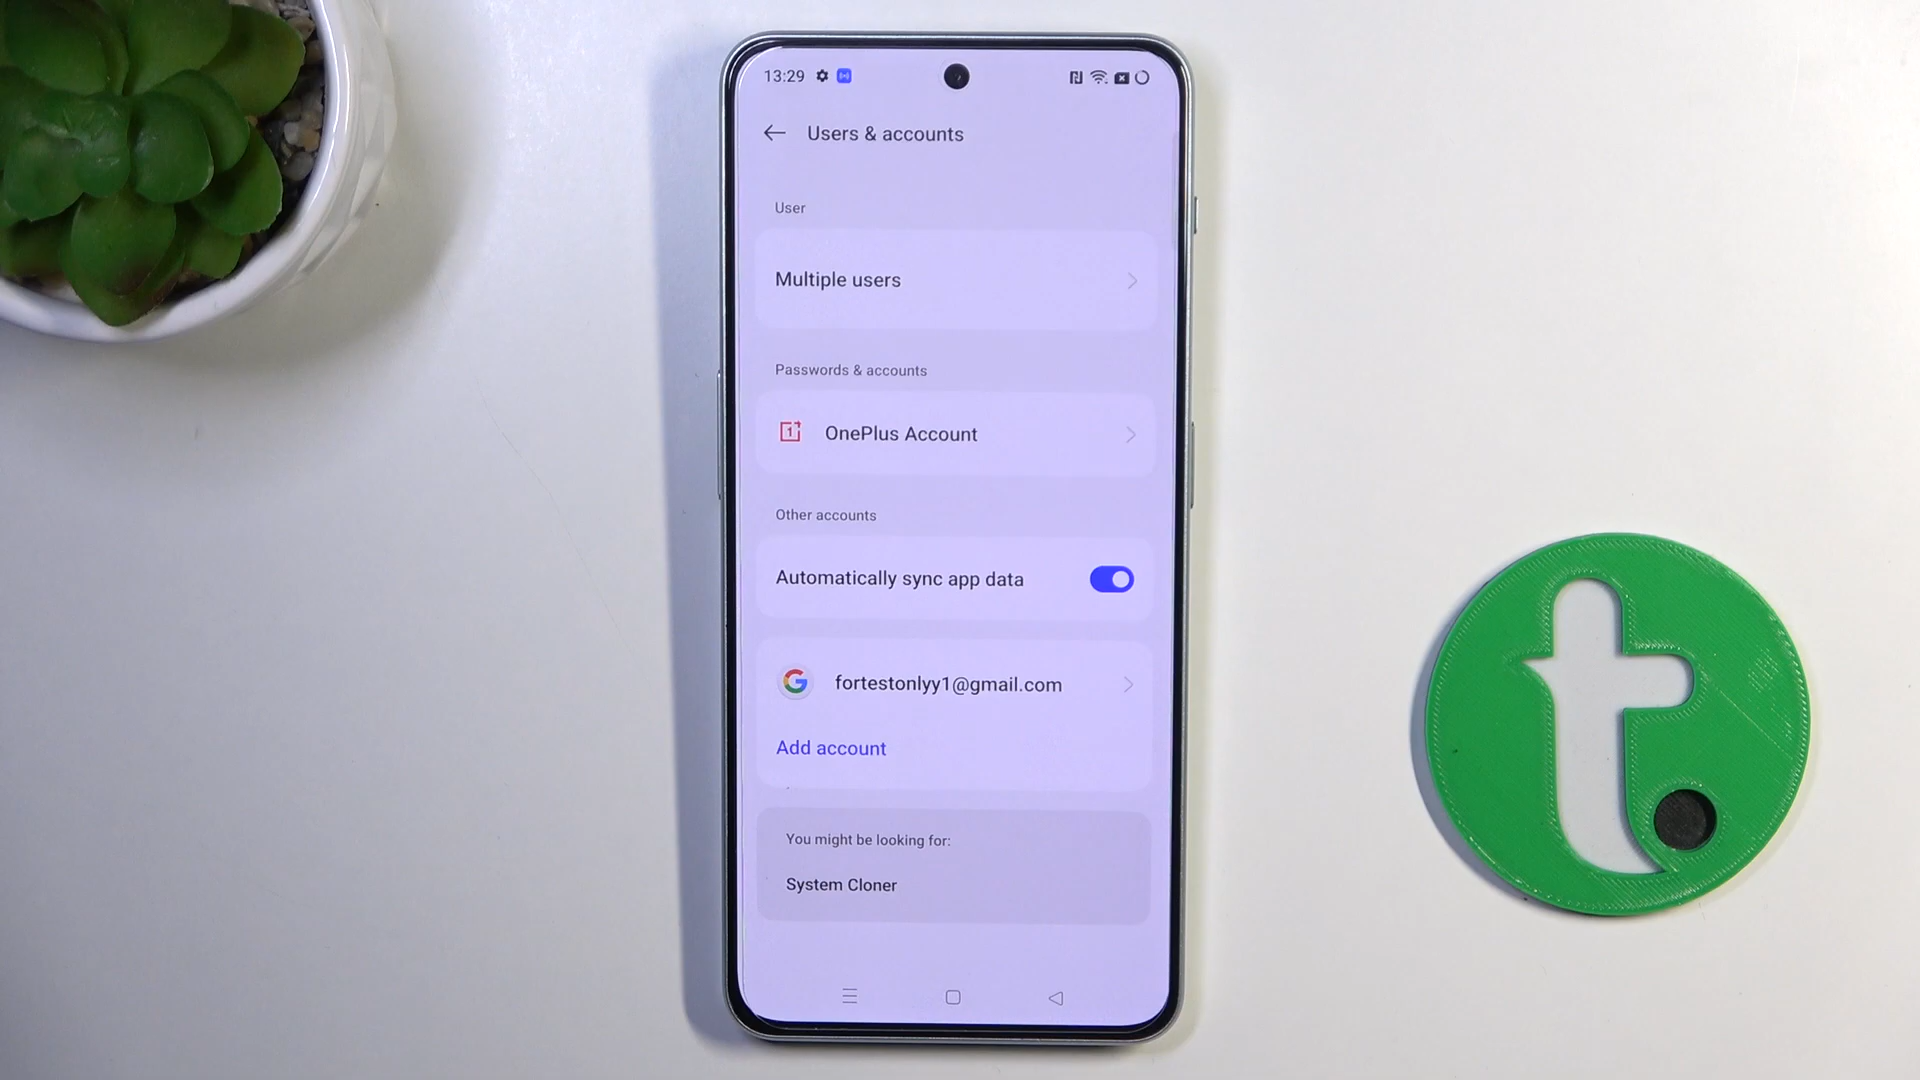 13:29
Users & accounts
User
Multiple users
Passwords & accounts
OnePlus Account
Other accounts
Automatically sync app data
fortestonlyy1@gmail.com
Add account
You might be looking for:
System Cloner
t